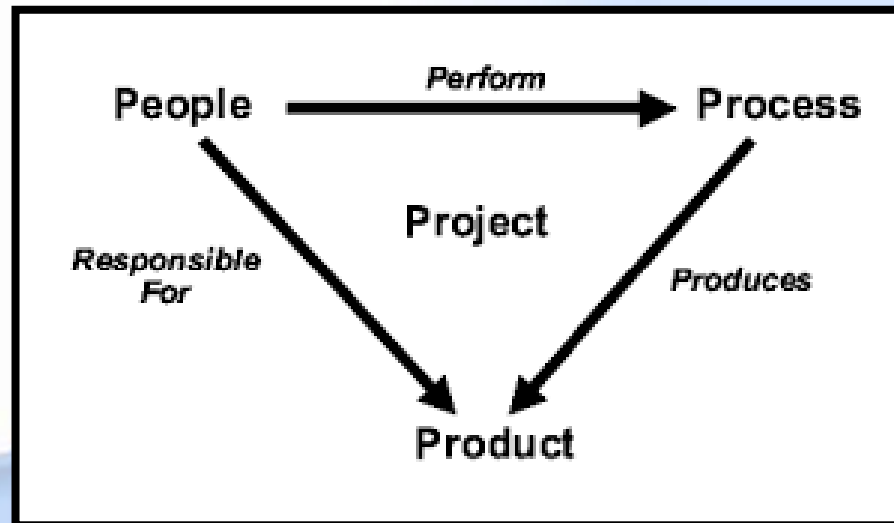 Perform
People
Process
Project
Responsible
For
Produces
Product